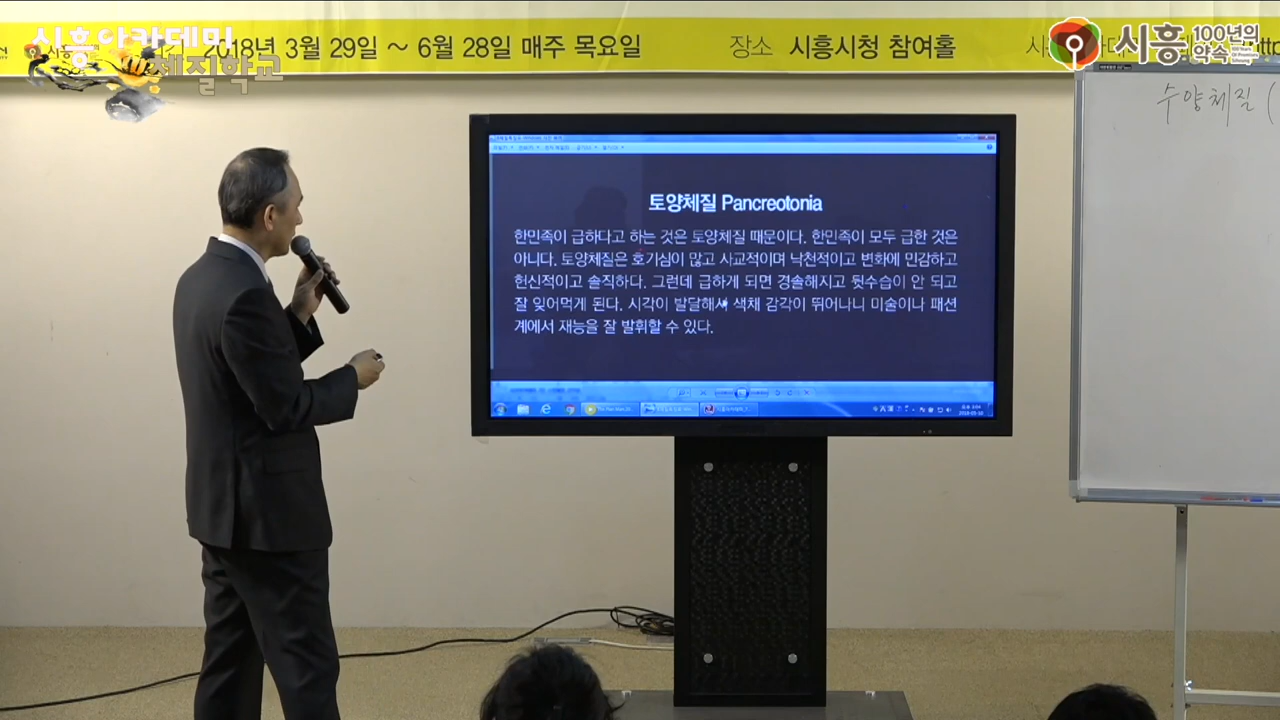 시흥아카데미
체질학교
2018년 3월 29일 ~ 6월 28일 매주 목요일
장소 시흥시청 참여홀
시흥 100년의 약속
수양체질 (
토양체질 Pancreotonia
한민족이 급하다고 하는 것은 토양체질 때문이다. 한민족이 모두 급한 것은
아니다. 토양체질은 호기심이 많고 사교적이며 낙천적이고 변화에 민감하고
헌신적이고 솔직하다. 그런데 급하게 되면 경솔해지고 뒷수습이 안 되고
잘 잊어먹게 된다. 시각이 발달해서 색채 감각이 뛰어나니 미술이나 패션
계에서 재능을 잘 발휘할 수 있다.